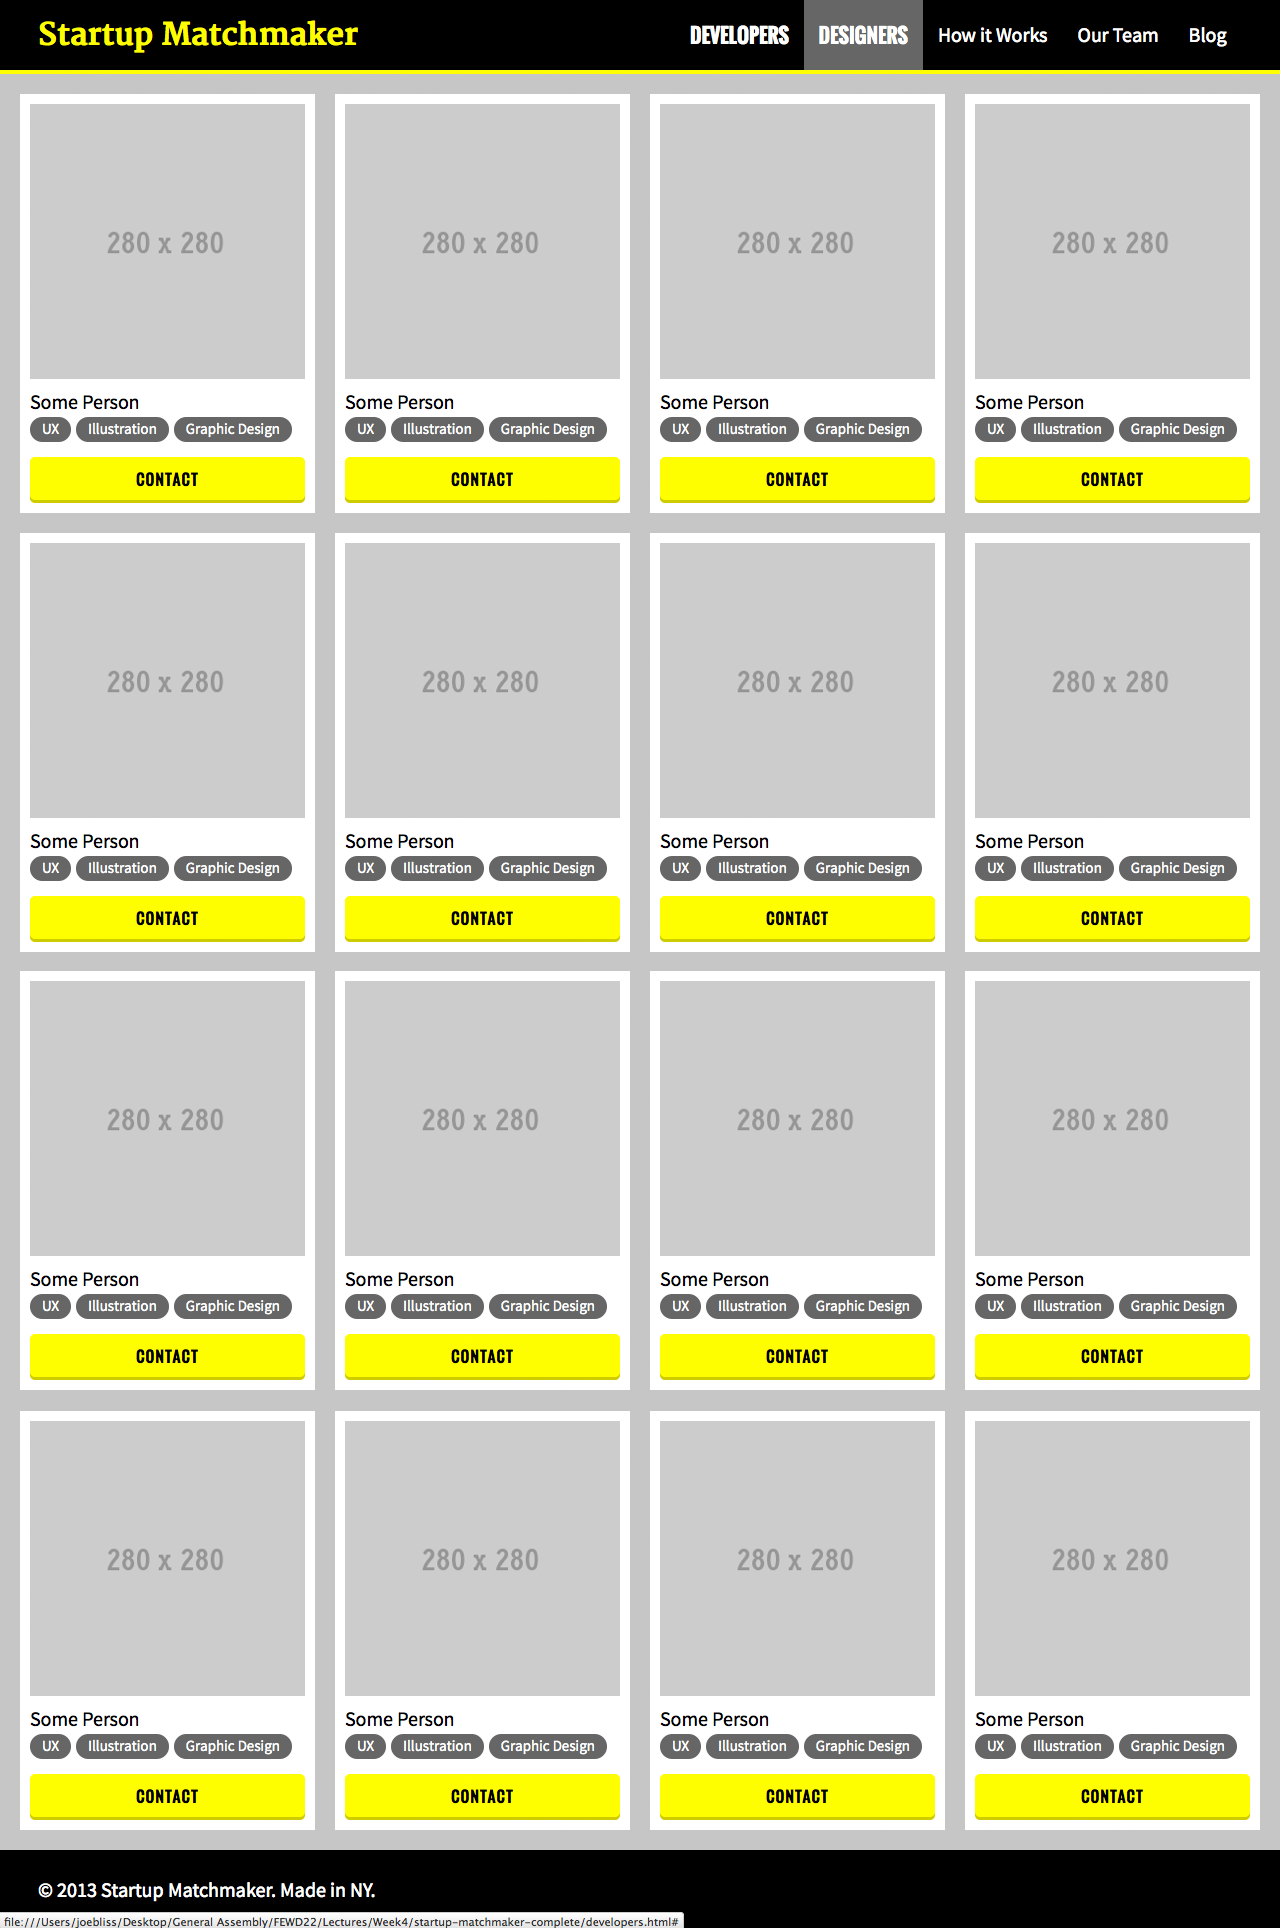 Startup Matchmaker DEVELOPERS DESIGNERS How it Works Our Team Blog
280 x 280 280 x 280 280 x 280 280 x 280
Some Person Some Person Some Person Some Person
UX Illustration Graphic Design UX Illustration Graphic Design UX Illustration Graphic Design UX Illustration Graphic Design
CONTACT CONTACT CONTACT CONTACT
280 x 280 280 x 280 280 x 280 280 x 280
Some Person Some Person Some Person Some Person
UX Illustration Graphic Design UX Illustration Graphic Design UX Illustration Graphic Design UX Illustration Graphic Design
CONTACT CONTACT CONTACT CONTACT
280 x 280 280 x 280 280 x 280 280 x 280
Some Person Some Person Some Person Some Person
UX Illustration Graphic Design UX Illustration Graphic Design UX Illustration Graphic Design UX Illustration Graphic Design
CONTACT CONTACT CONTACT CONTACT
280 x 280 280 x 280 280 x 280 280 x 280
Some Person Some Person Some Person Some Person
UX Illustration Graphic Design UX Illustration Graphic Design UX Illustration Graphic Design UX Illustration Graphic Design
CONTACT CONTACT CONTACT CONTACT
© 2013 Startup Matchmaker. Made in NY.
file:///Users/joebliss/Desktop/General Assembly/FEWD22/Lectures/Week4/startup-matchmaker-complete/developers.html#